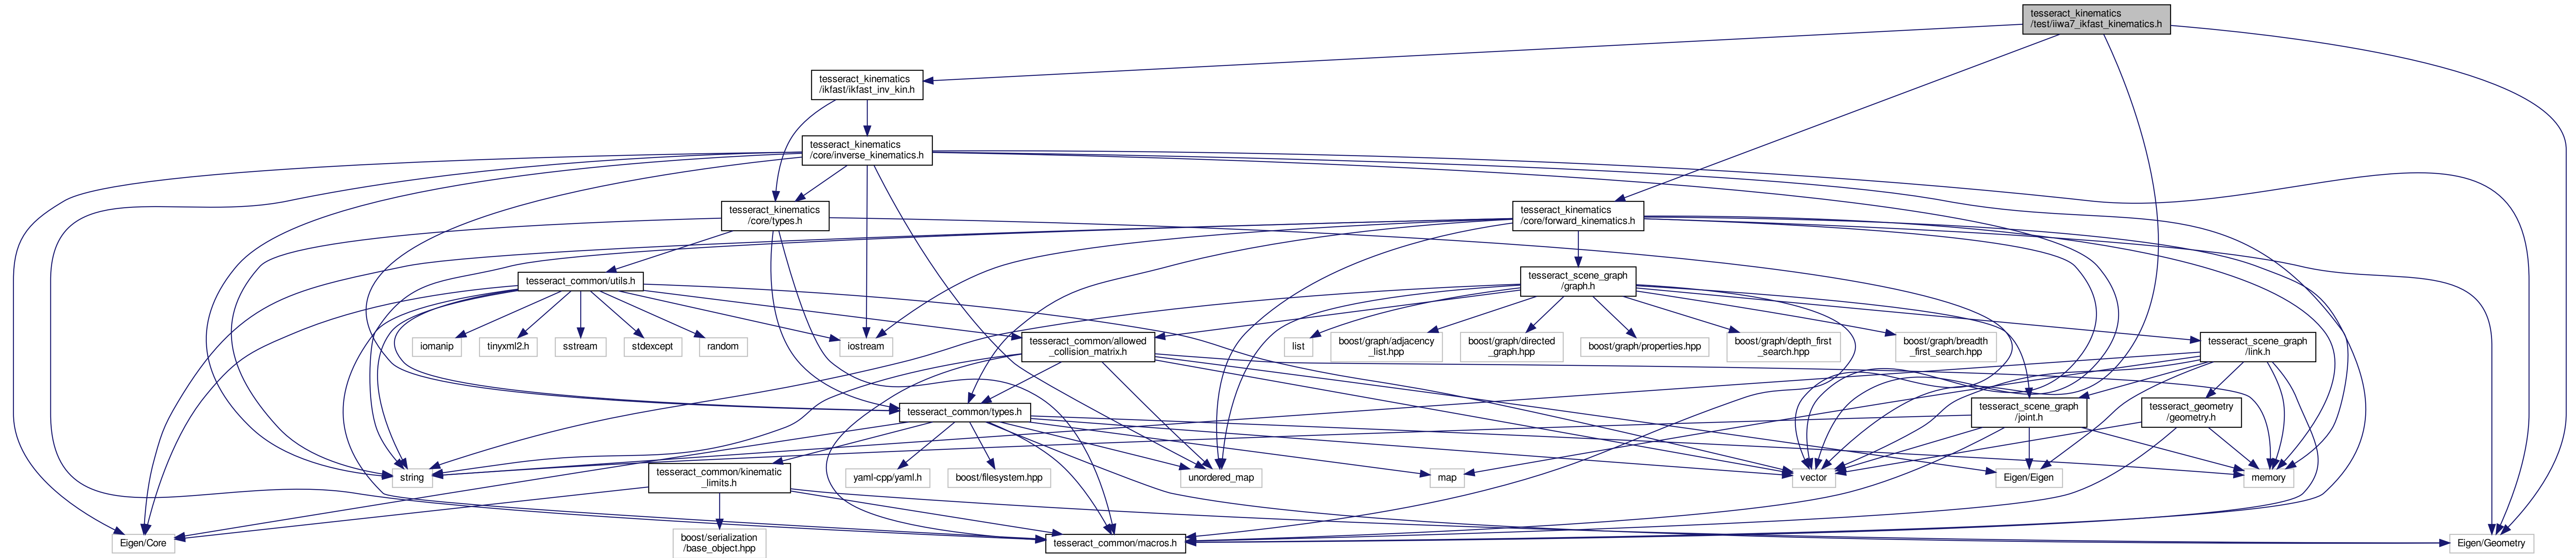 tesseract_kinematics
/test/iiwa7_ikfast_kinematics.h
tesseract_kinematics
/ikfast/ikfast_inv_kin.h
tesseract_kinematics
/core/inverse_kinematics.h
tesseract_kinematics
/core/types.h
tesseract_kinematics
/core/forward_kinematics.h
tesseract_common/utils.h
tesseract_scene_graph
/graph.h
iomanip
tinyxml2.h
sstream
stdexcept
random
iostream
tesseract_common/allowed
_collision_matrix.h
list
boost/graph/adjacency
_list.hpp
boost/graph/directed
_graph.hpp
boost/graph/properties.hpp
boost/graph/depth_first
_search.hpp
boost/graph/breadth
_first_search.hpp
tesseract_scene_graph
/link.h
tesseract_common/types.h
tesseract_scene_graph
/joint.h
tesseract_geometry
/geometry.h
string
tesseract_common/kinematic
_limits.h
yaml-cpp/yaml.h
boost/filesystem.hpp
unordered_map
map
vector
Eigen/Eigen
memory
Eigen/Core
boost/serialization
/base_object.hpp
tesseract_common/macros.h
Eigen/Geometry